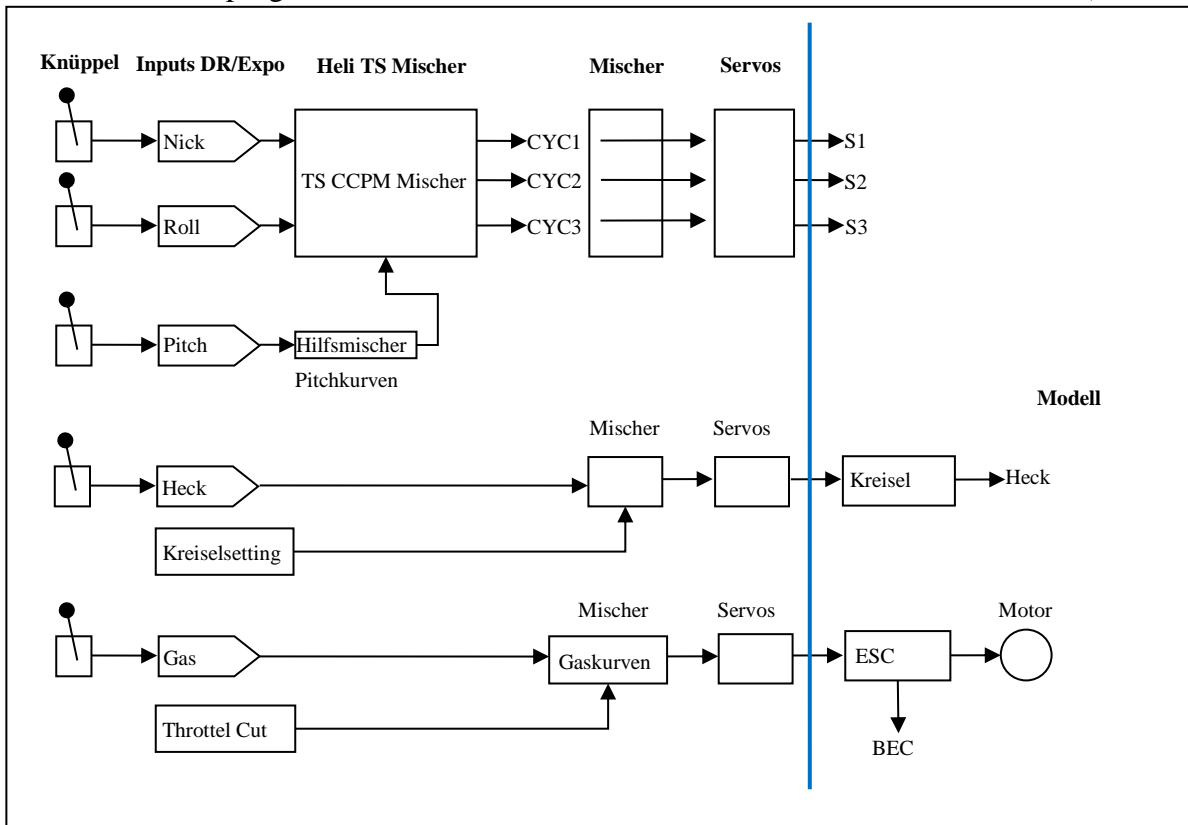 Knüppel Inputs DR/Expo Heli TS Mischer Mischer Servos
Nick CYC1 S1
TS CCPM Mischer CYC2 S2
Roll CYC3 S3
Pitch Hilfsmischer
Pitchkurven
Modell
Mischer Servos
Heck Kreisel Heck
Kreiselsetting
Mischer Servos Motor
Gas Gaskurven ESC
Throttel Cut
BEC